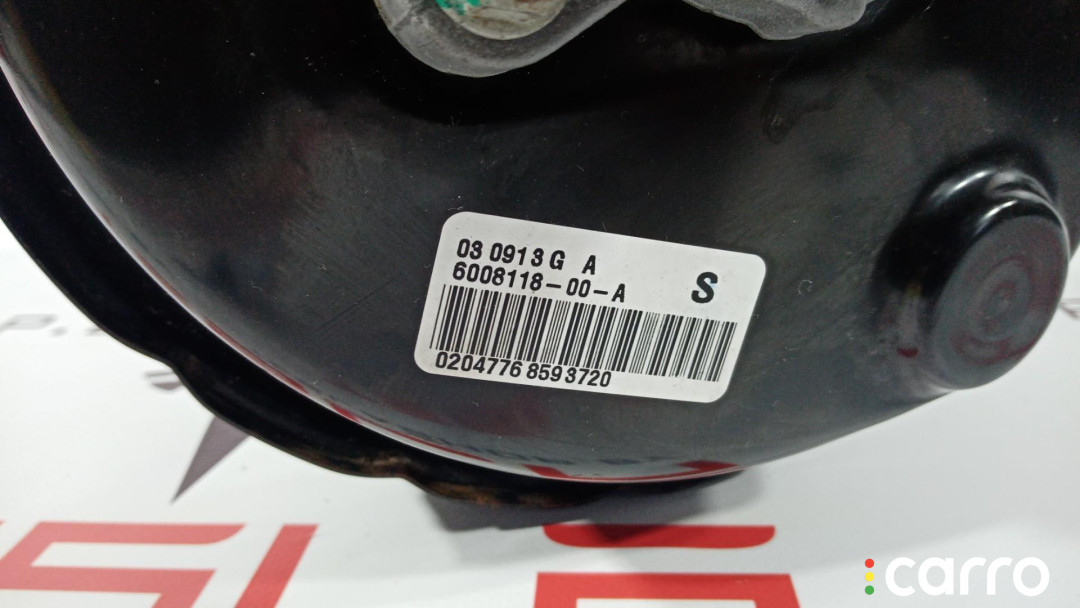 03 0913 G A
6008118-00-A S
0204776 8593720
carro